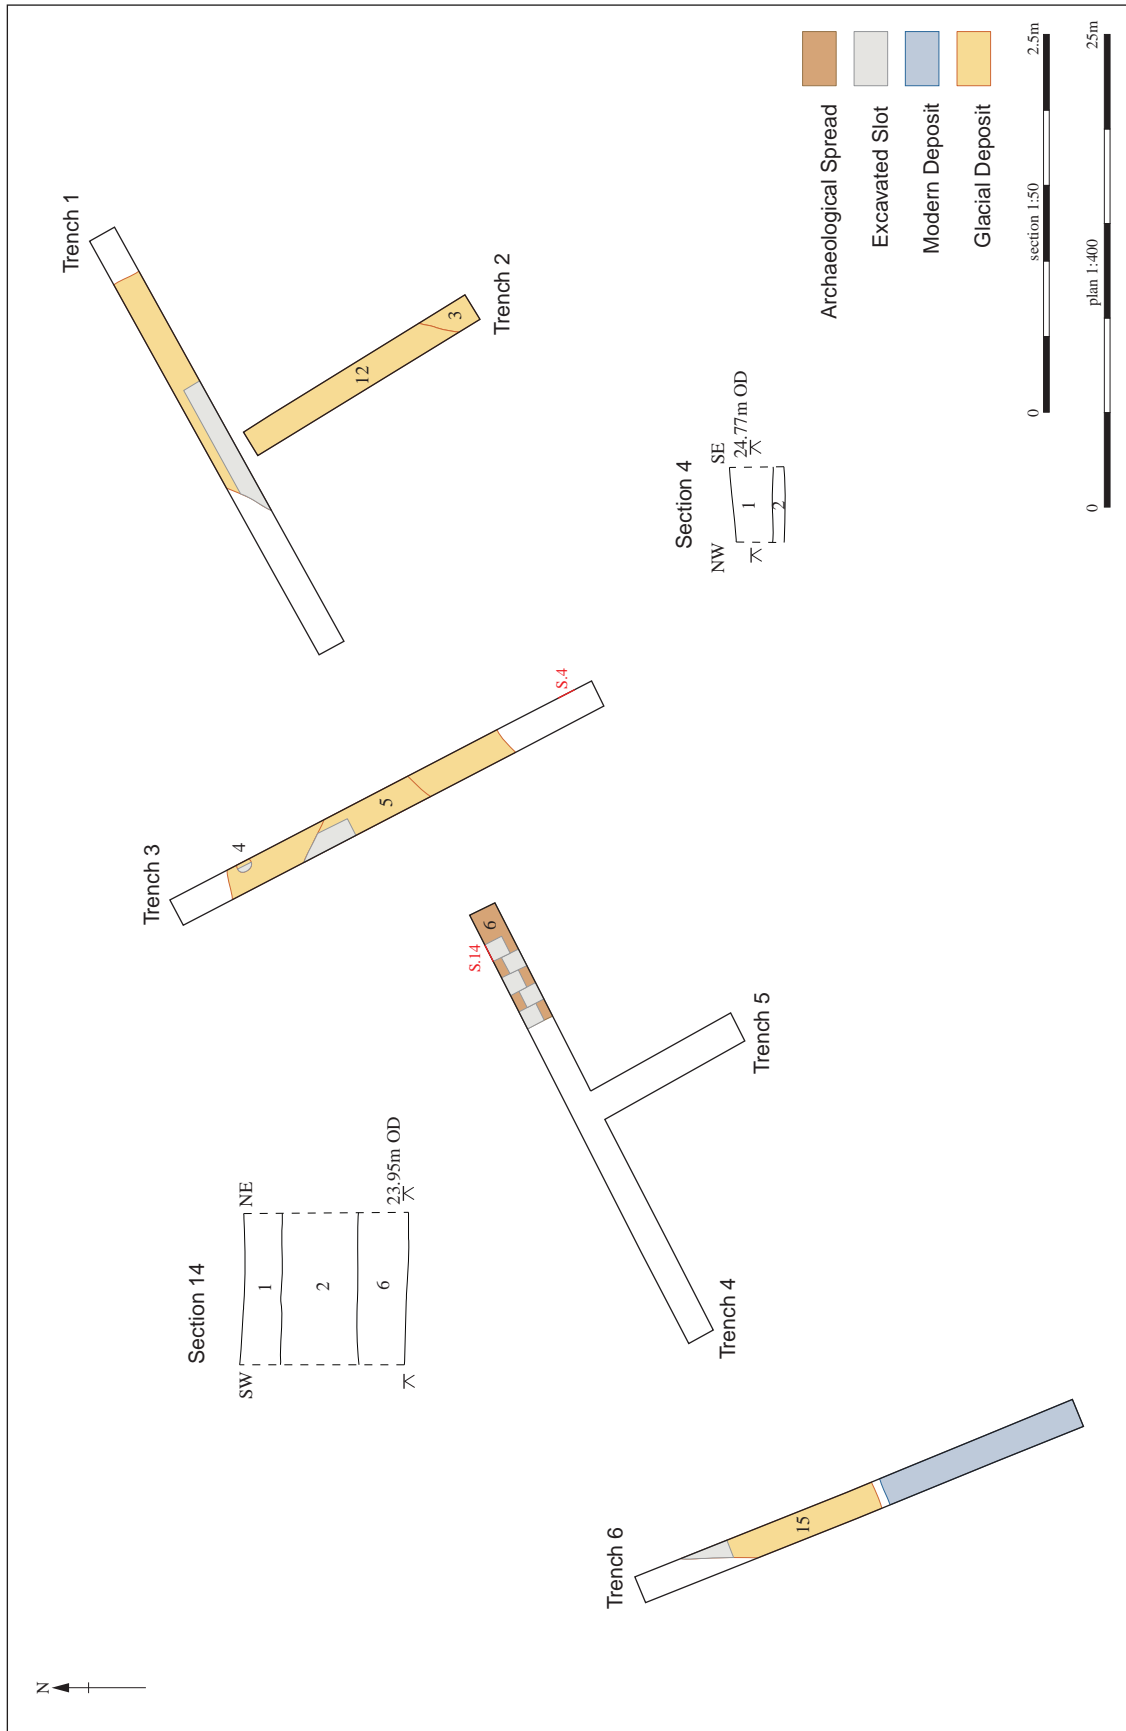 N
Trench 6
15
Section 14
SW
NE
1
2
6
23.95m OD
Trench 4
Trench 5
S.14
6
Trench 3
4
5
S.4
Section 4
NW
SE
1
2
24.77m OD
Trench 1
Trench 2
12
3
Archaeological Spread
Excavated Slot
Modern Deposit
Glacial Deposit
0
section 1:50
2.5m
0
plan 1:400
25m